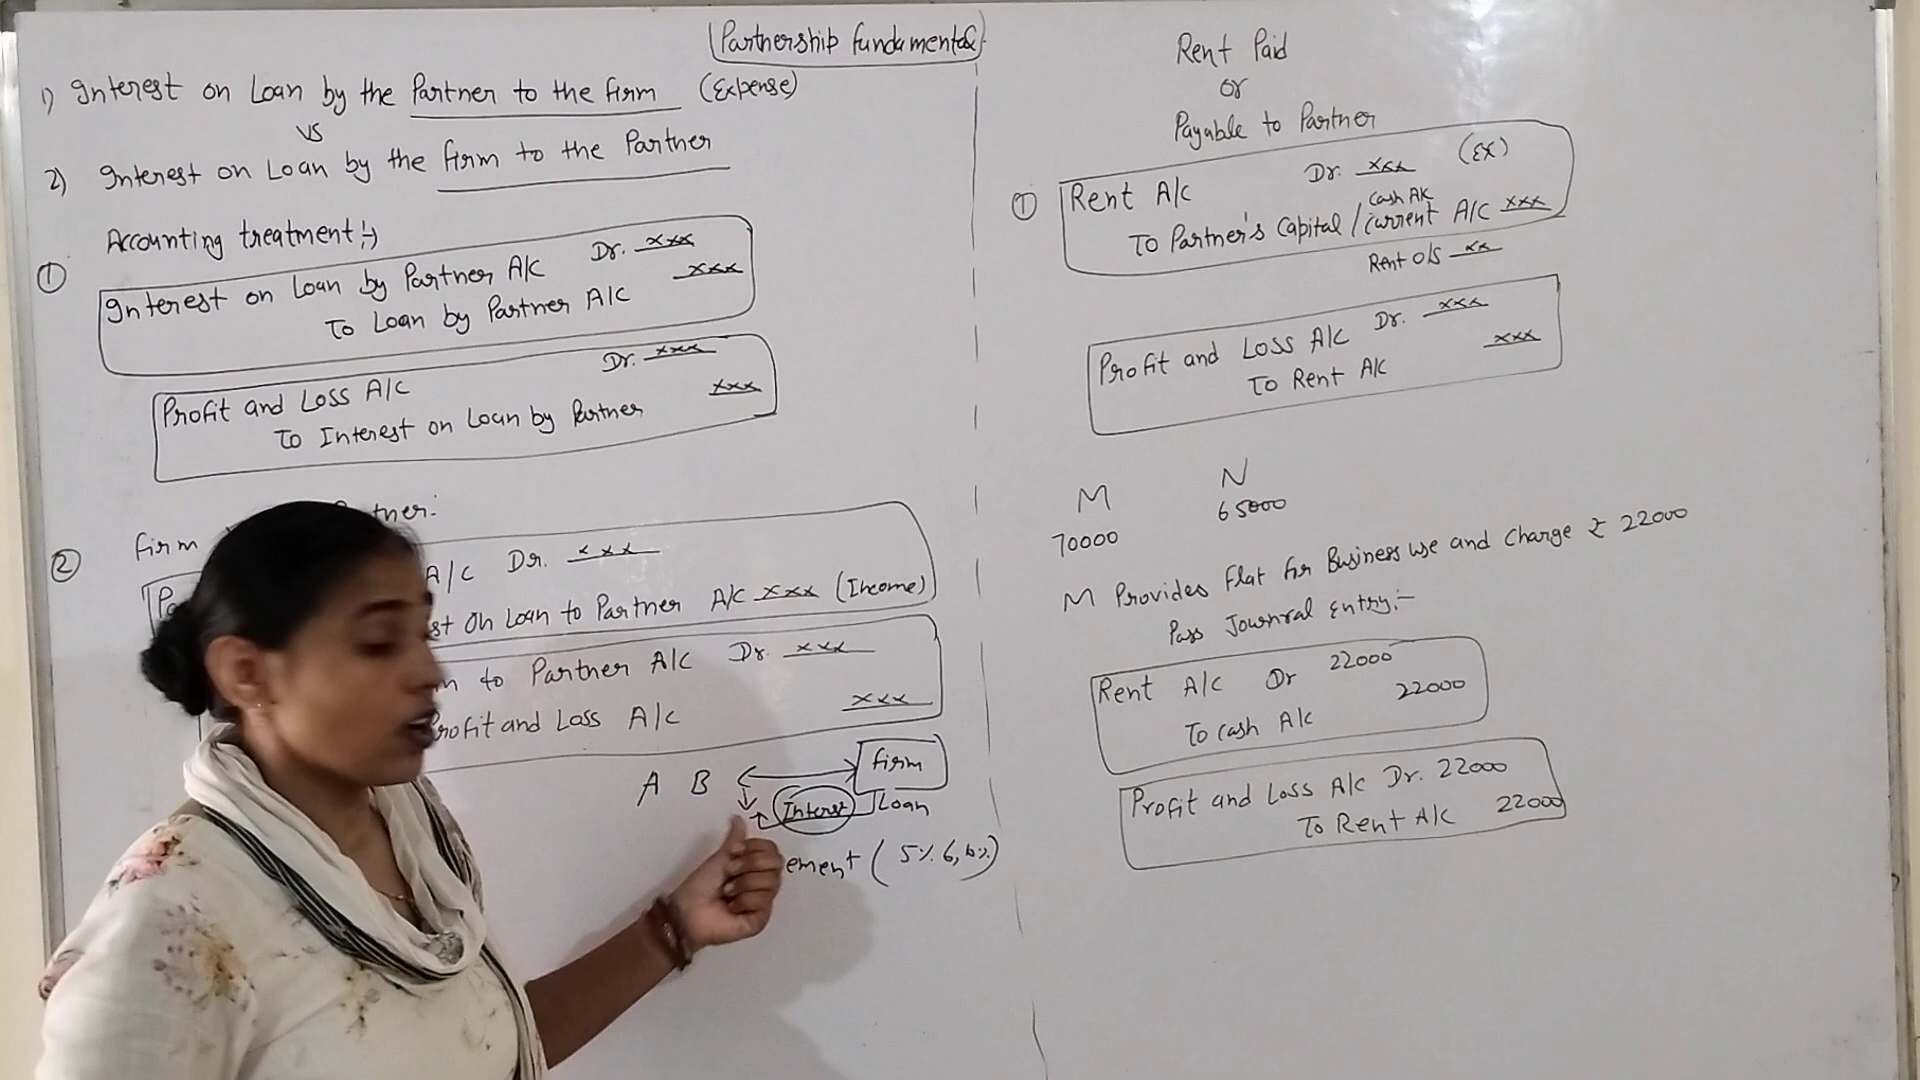 Partnership Fundamentals
1) Interest on Loan by the Partner to the Firm (Expense)
VS
2) Interest on Loan by the firm to the Partner
Accounting treatment:-)
① Interest on Loan by Partner A/C Dr. xxx
To Loan by Partner A/C xxx
Profit and Loss A/C Dr. xxx
To Interest on Loan by Partner xxx
② firm tner:
A/C Dr. xxx
st on Loan to Partner A/C xxx (Income)
n to Partner A/C Dr. xxx
Profit and Loss A/C xxx
A B firm
Interst Loan
ement ( 5% 6,
Rent Paid
or
Payable to Partner
① Rent A/C Dr. xxx (EX)
Cash A/C
To Partner's Capital / Current A/C xxx
Rent O/S xx
Profit and Loss A/C Dr. xxx
To Rent A/C xxx
M N
70000 65000
M Provides Flat for Business use and Charge ₹ 22000
Pass Journral Entry:-
Rent A/C Dr 22000
To Cash A/C 22000
Profit and Loss A/C Dr. 22000
To Rent A/C 22000